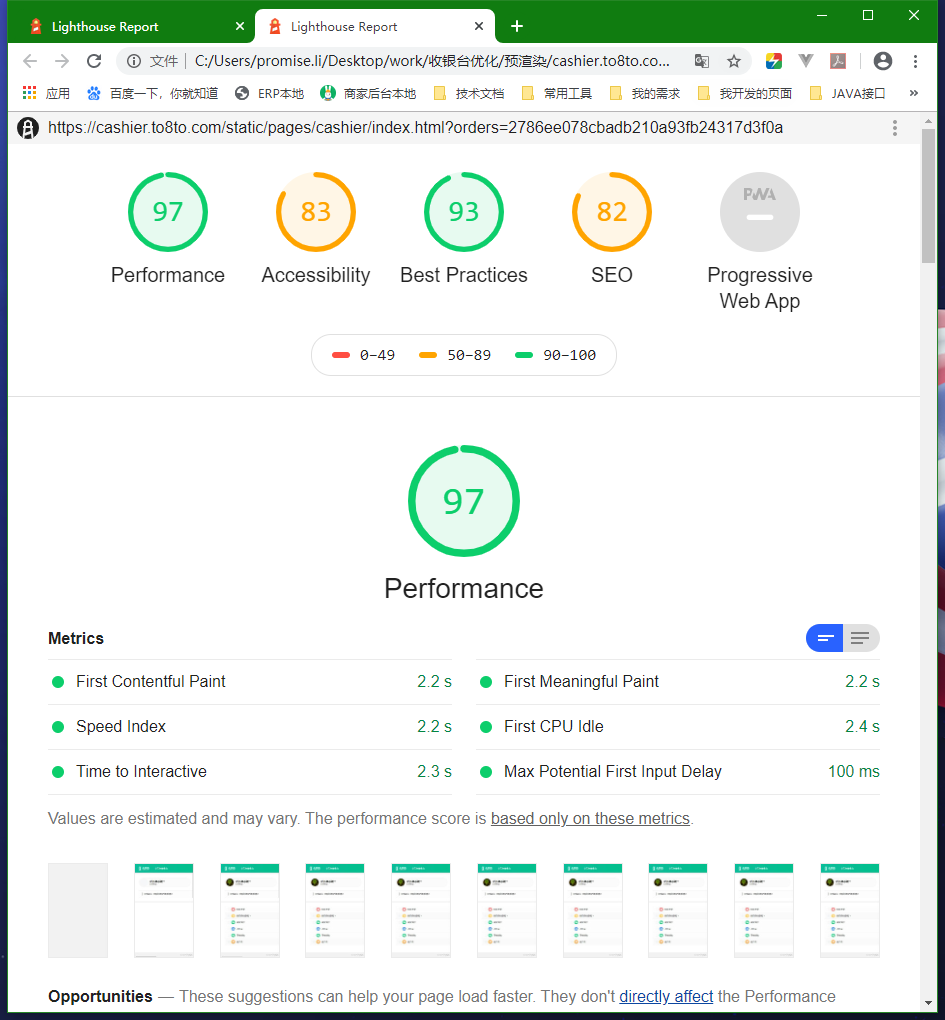 Lighthouse Report
Lighthouse Report
文件 C:/Users/promise.li/Desktop/work/收银台优化/预渲染/cashier.to8to.co...
应用 百度一下，你就知道 ERP本地 商家后台本地 技术文档 常用工具 我的需求 我开发的页面 JAVA接口 »
https://cashier.to8to.com/static/pages/cashier/index.html?orders=2786ee078cbadb210a93fb24317d3f0a
97 83 93 82 PWA
Performance Accessibility Best Practices SEO Progressive
Web App
0–49 50–89 90–100
97
Performance
Metrics
First Contentful Paint 2.2 s First Meaningful Paint 2.2 s
Speed Index 2.2 s First CPU Idle 2.4 s
Time to Interactive 2.3 s Max Potential First Input Delay 100 ms
Values are estimated and may vary. The performance score is based only on these metrics.
Opportunities — These suggestions can help your page load faster. They don't directly affect the Performance